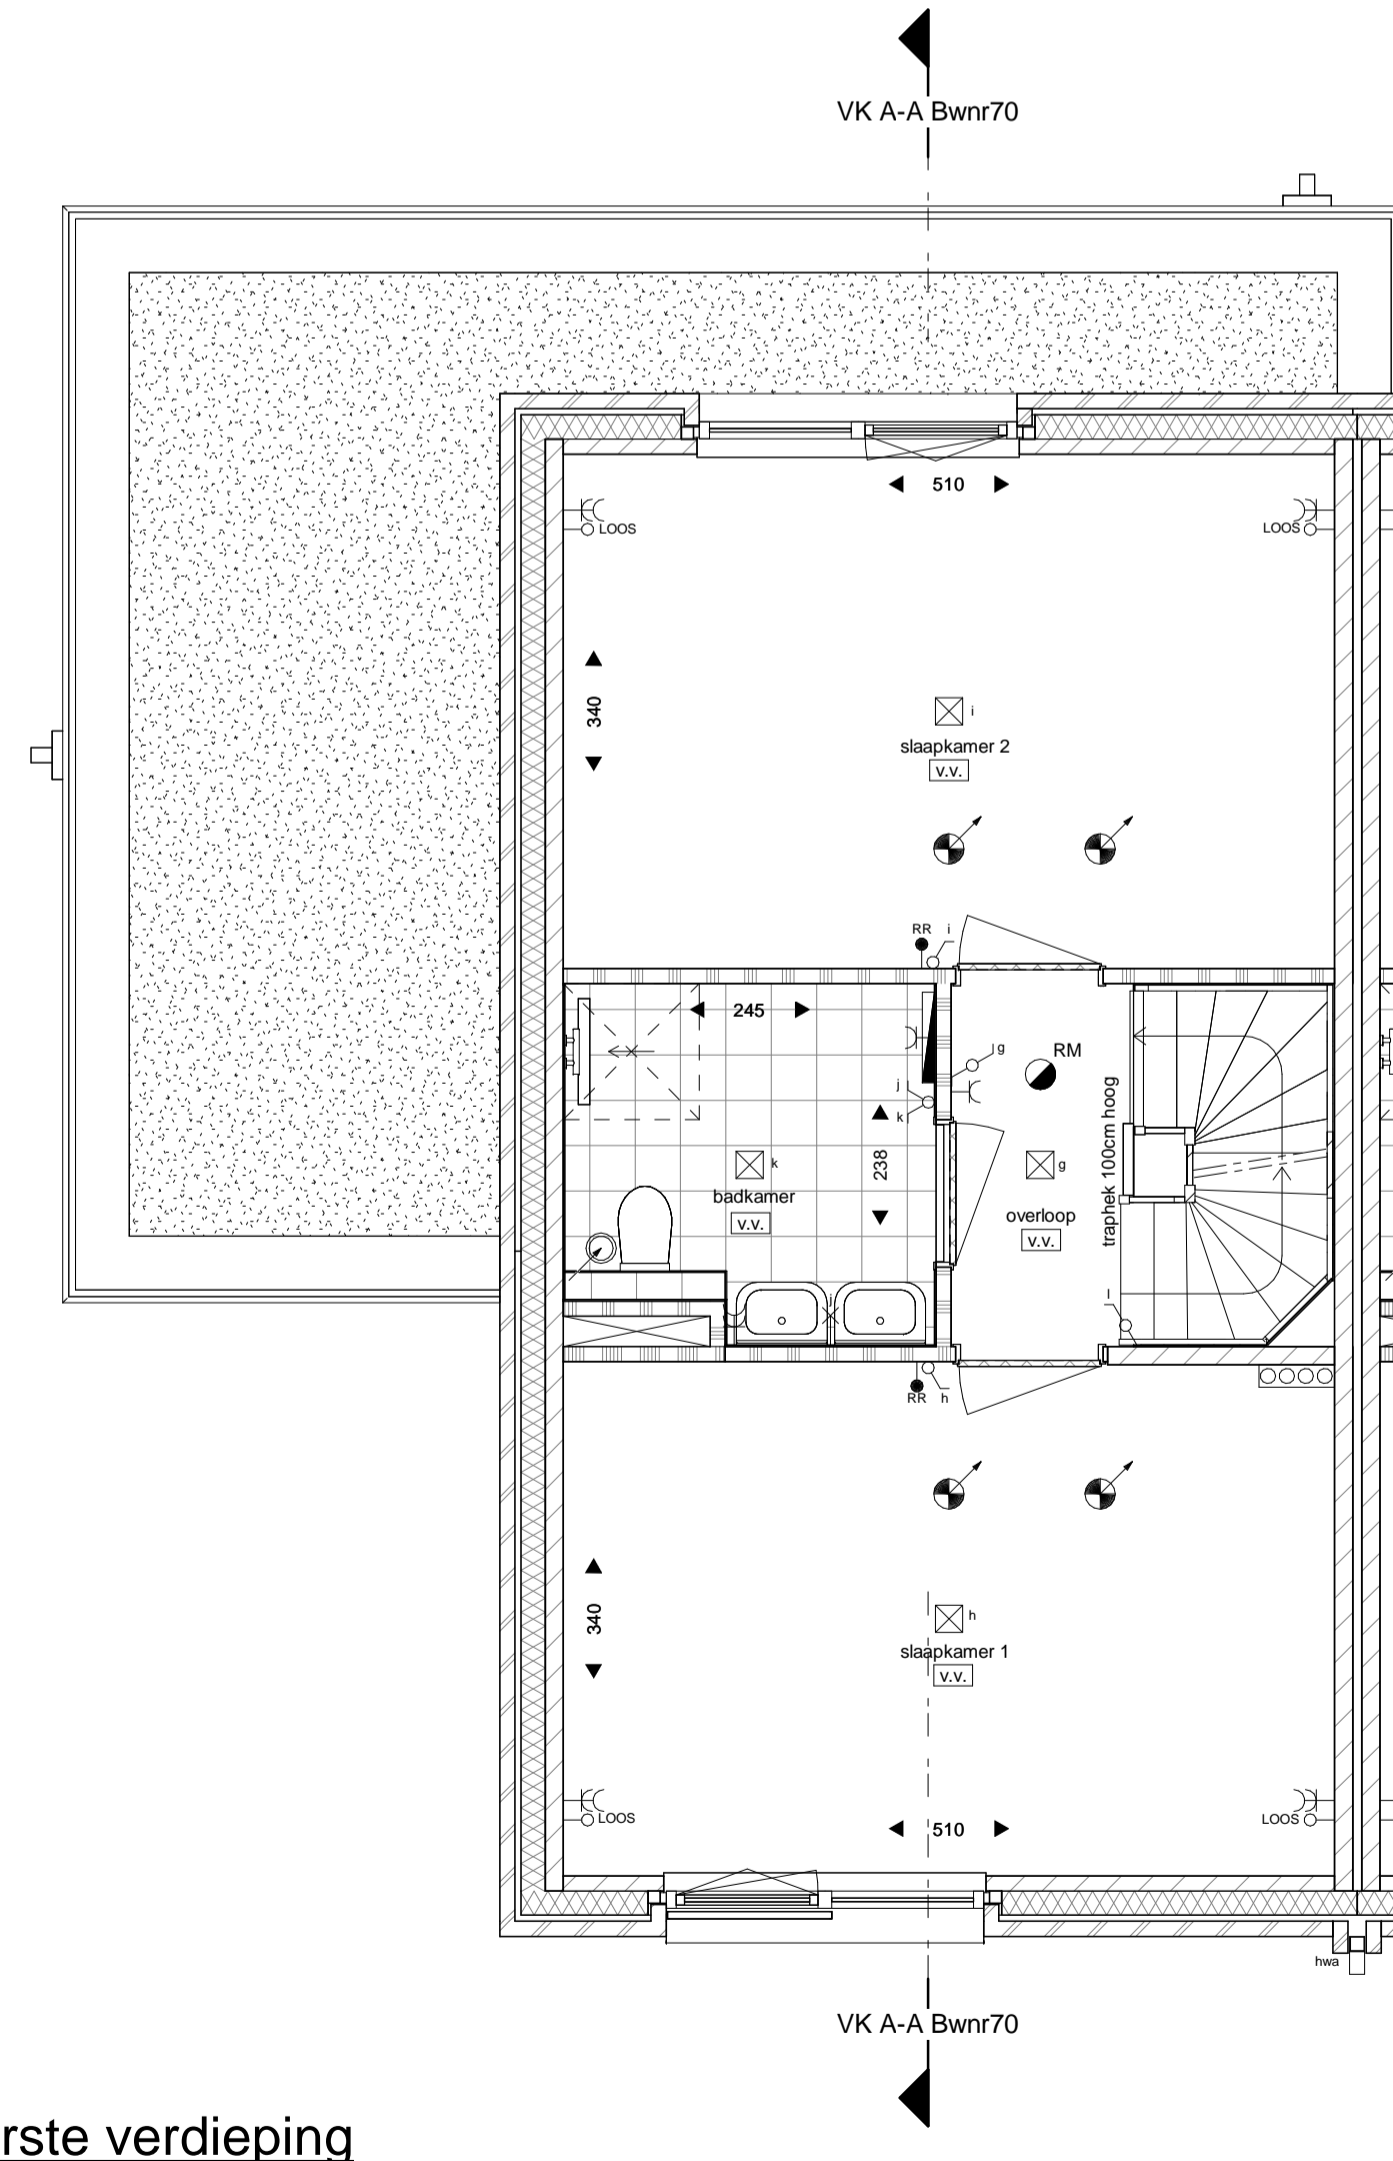 VK A-A Bwnr70
510
LOOS
LOOS
340
i
slaapkamer 2
v.v.
RR i
245
g
RM
j
k
238
traphek 100cm hoog
k
badkamer
v.v.
g
overloop
v.v.
l
j
RR h
340
h
slaapkamer 1
v.v.
LOOS
510
LOOS
hwa
VK A-A Bwnr70
rste verdieping